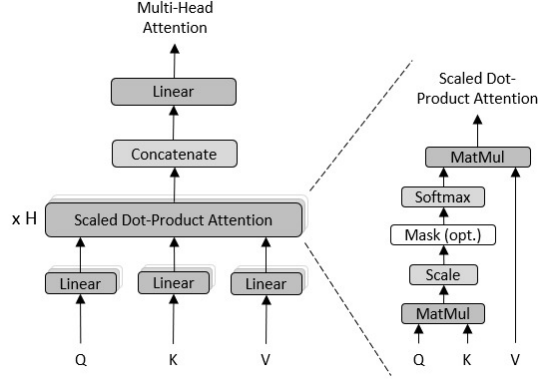 Multi-Head
Attention
Linear
Concatenate
x H
Scaled Dot-Product Attention
Linear
Linear
Linear
Q
K
V
Scaled Dot-
Product Attention
MatMul
Softmax
Mask (opt.)
Scale
MatMul
Q
K
V